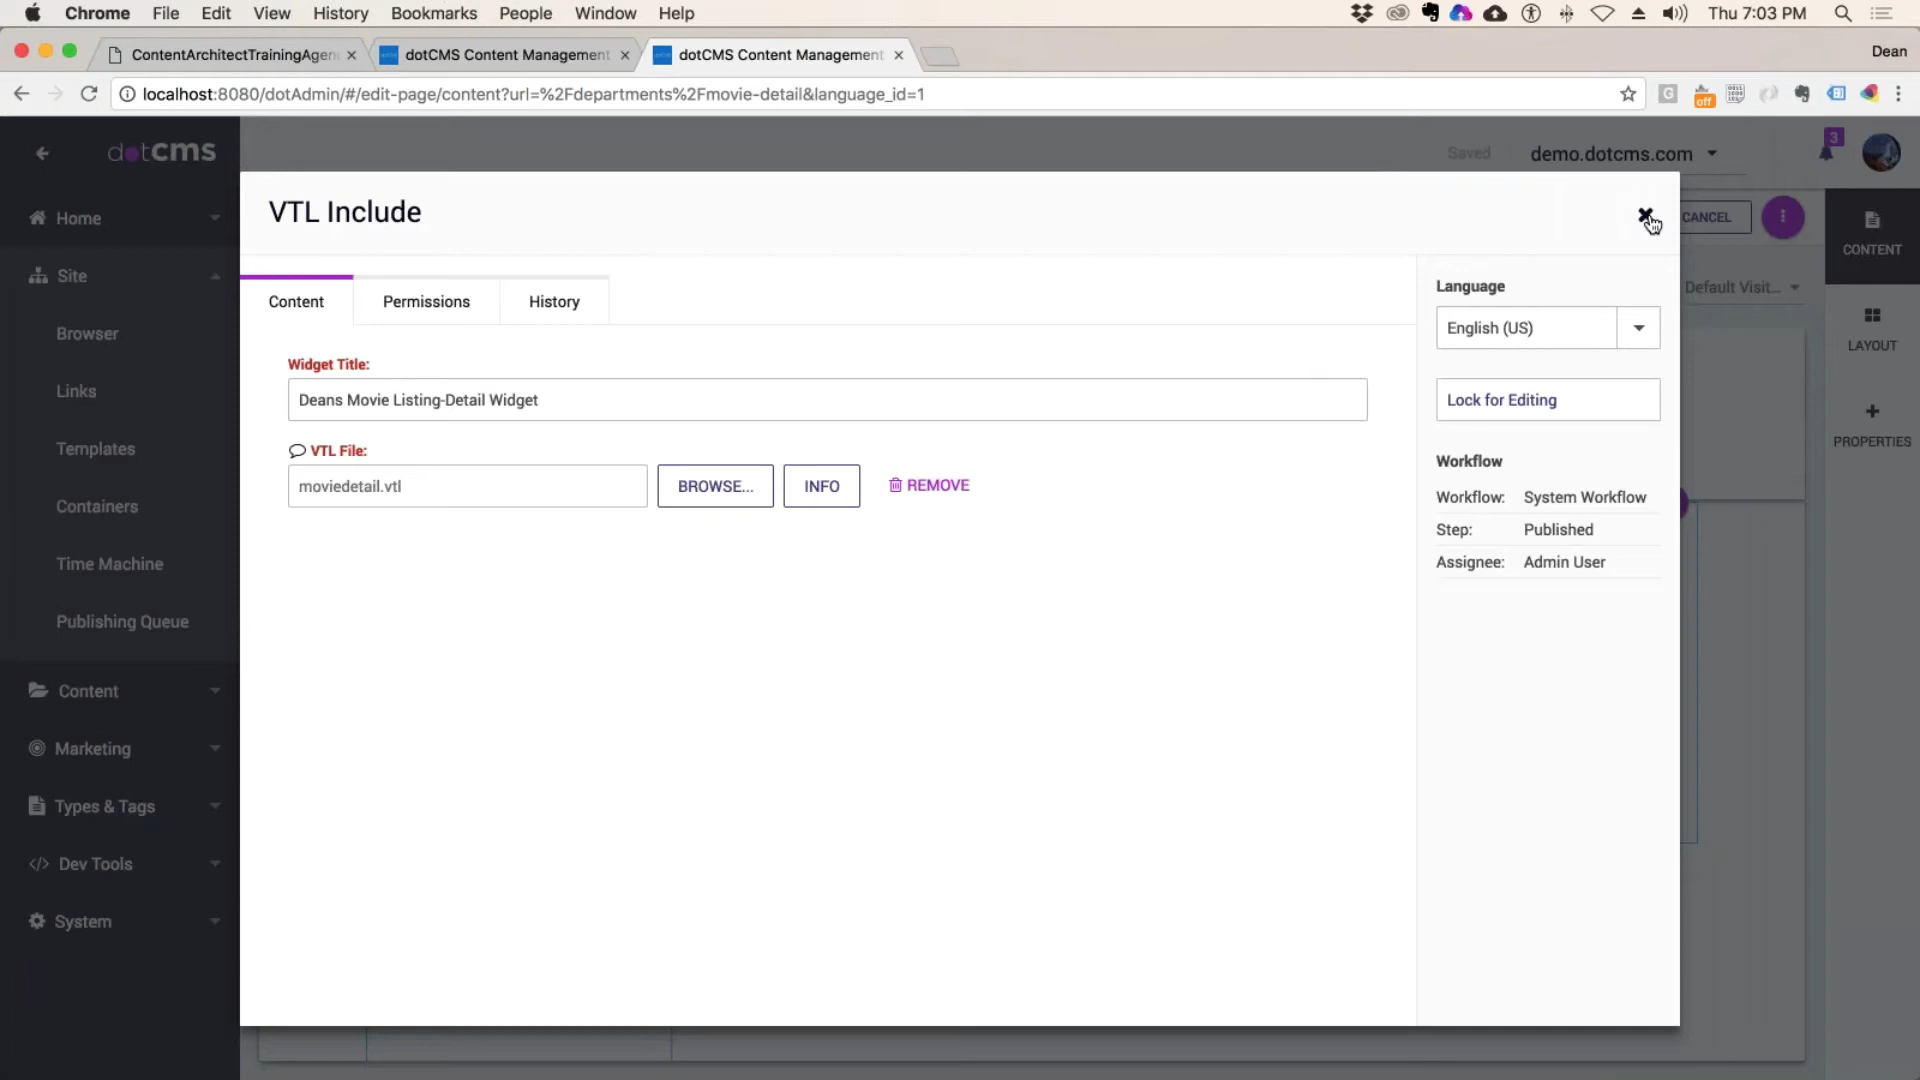 Chrome File Edit View History Bookmarks People Window Help Thu 7:03 PM
ContentArchitectTrainingAgen dotCMS Content Management dotCMS Content Management Dean
localhost:8080/dotAdmin/#/edit-page/content?url=%2Fdepartments%2Fmovie-detail&language_id=1 off
dotcms
Saved demo.dotcms.com 3
Home
Site
Browser
Links
Templates
Containers
Time Machine
Publishing Queue
Content
Marketing
Types & Tags
Dev Tools
System
VTL Include
Content Permissions History
Widget Title:
Deans Movie Listing-Detail Widget
VTL File:
moviedetail.vtl BROWSE... INFO REMOVE
Language
English (US)
Lock for Editing
Workflow
Workflow: System Workflow
Step: Published
Assignee: Admin User
CANCEL
Default Visit...
CONTENT
LAYOUT
PROPERTIES